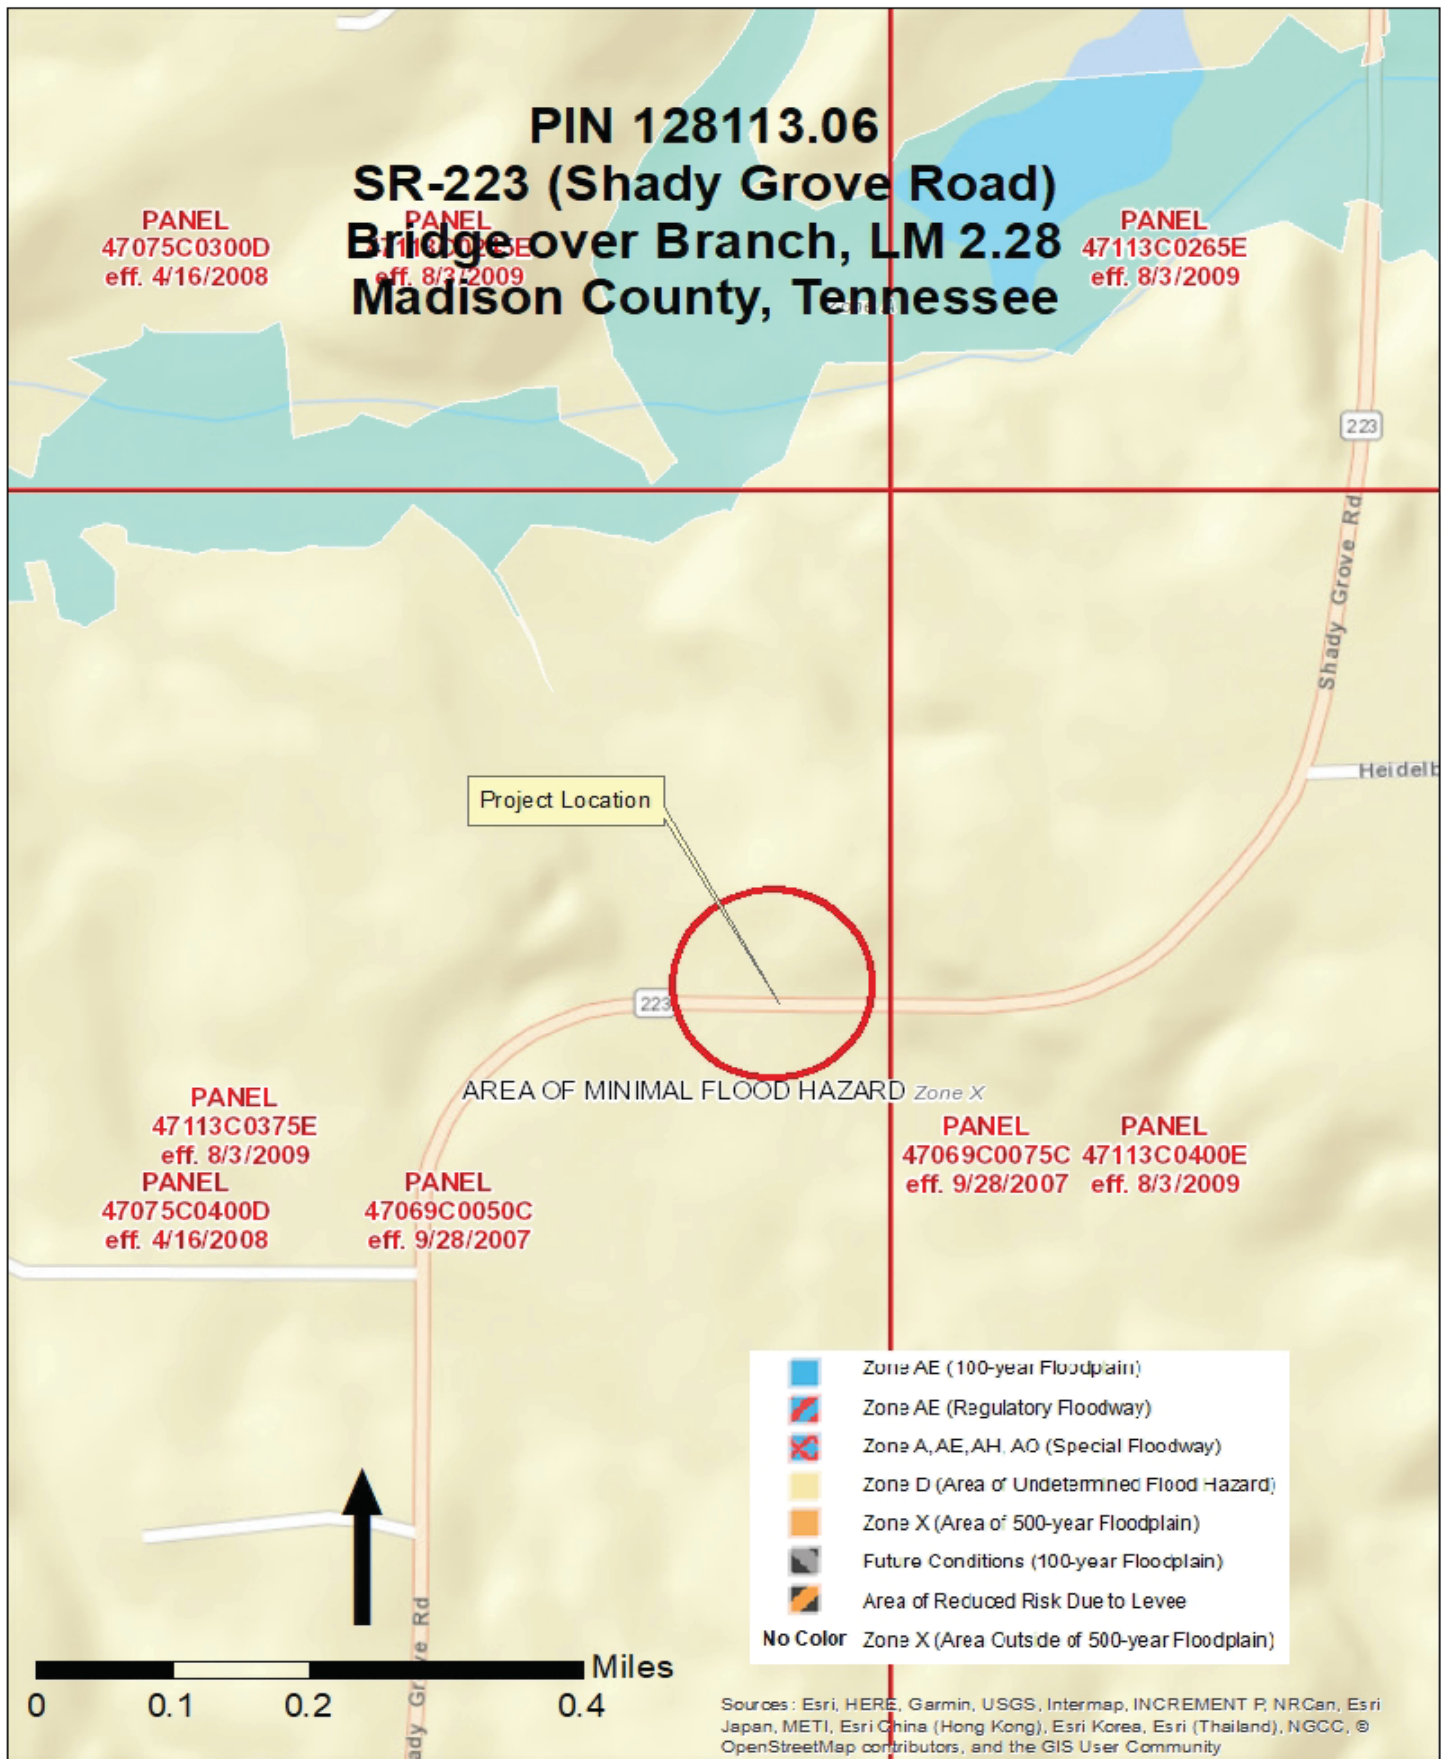 PIN 128113.06
SR-223 (Shady Grove Road)
Bridge over Branch, LM 2.28
Madison County, Tennessee
PANEL
47075C0300D
eff. 4/16/2008
PANEL
eff. 8/3/2009
PANEL
47113C0265E
eff. 8/3/2009
223
Shady Grove Rd
Heidelb
Project Location
223
AREA OF MINIMAL FLOOD HAZARD Zone X
PANEL
47113C0375E
eff. 8/3/2009
PANEL
47075C0400D
eff. 4/16/2008
PANEL
47069C0050C
eff. 9/28/2007
PANEL
47069C0075C
eff. 9/28/2007
PANEL
47113C0400E
eff. 8/3/2009
Zone AE (100-year Floodplain)
Zone AE (Regulatory Floodway)
Zone A, AE, AH, AO (Special Floodway)
Zone D (Area of Undetermined Flood Hazard)
Zone X (Area of 500-year Floodplain)
Future Conditions (100-year Floodplain)
Area of Reduced Risk Due to Levee
No Color Zone X (Area Outside of 500-year Floodplain)
ady Grove Rd
Miles
0 0.1 0.2 0.4
Sources: Esri, HERE, Garmin, USGS, Intermap, INCREMENT P, NRCan, Esri
Japan, METI, Esri China (Hong Kong), Esri Korea, Esri (Thailand), NGCC, ©
OpenStreetMap contributors, and the GIS User Community